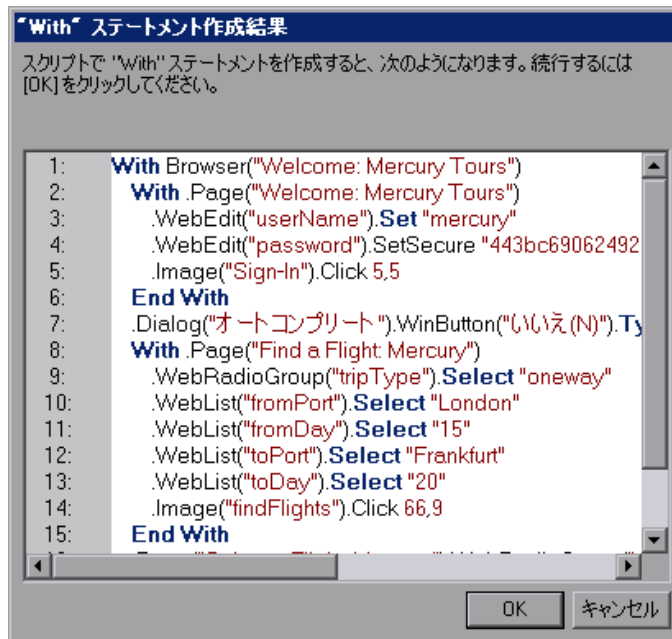 "With" ステートメント作成結果
スクリプトで "With" ステートメントを作成すると、次のようになります。続行するには
[OK] をクリックしてください。
1: With Browser("Welcome: Mercury Tours")
2: With .Page("Welcome: Mercury Tours")
3: .WebEdit("userName").Set "mercury"
4: .WebEdit("password").SetSecure "443bc69062492
5: .Image("Sign-In").Click 5,5
6: End With
7: .Dialog("オートコンプリート").WinButton("いいえ(N)").Ty
8: With .Page("Find a Flight: Mercury")
9: .WebRadioGroup("tripType").Select "oneway"
10: .WebList("fromPort").Select "London"
11: .WebList("fromDay").Select "15"
12: .WebList("toPort").Select "Frankfurt"
13: .WebList("toDay").Select "20"
14: .Image("findFlights").Click 66,9
15: End With
OK キャンセル